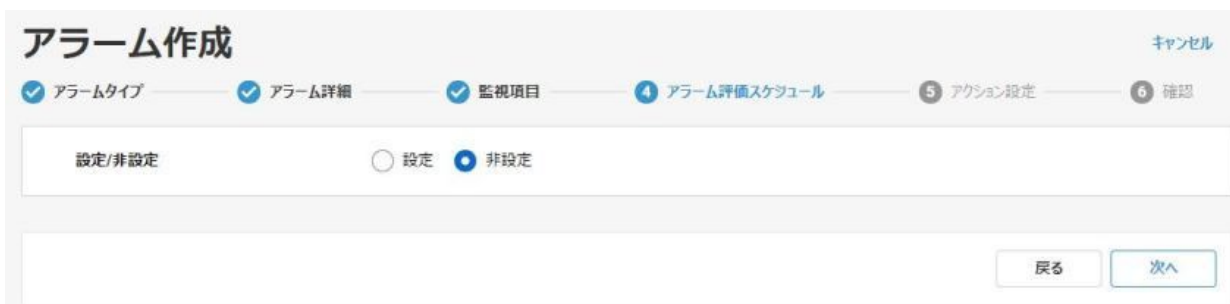 アラーム作成
キャンセル
アラームタイプ アラーム詳細 監視項目 4 アラーム評価スケジュール 5 アクション設定 6 確認
設定/非設定 設定 非設定
戻る 次へ